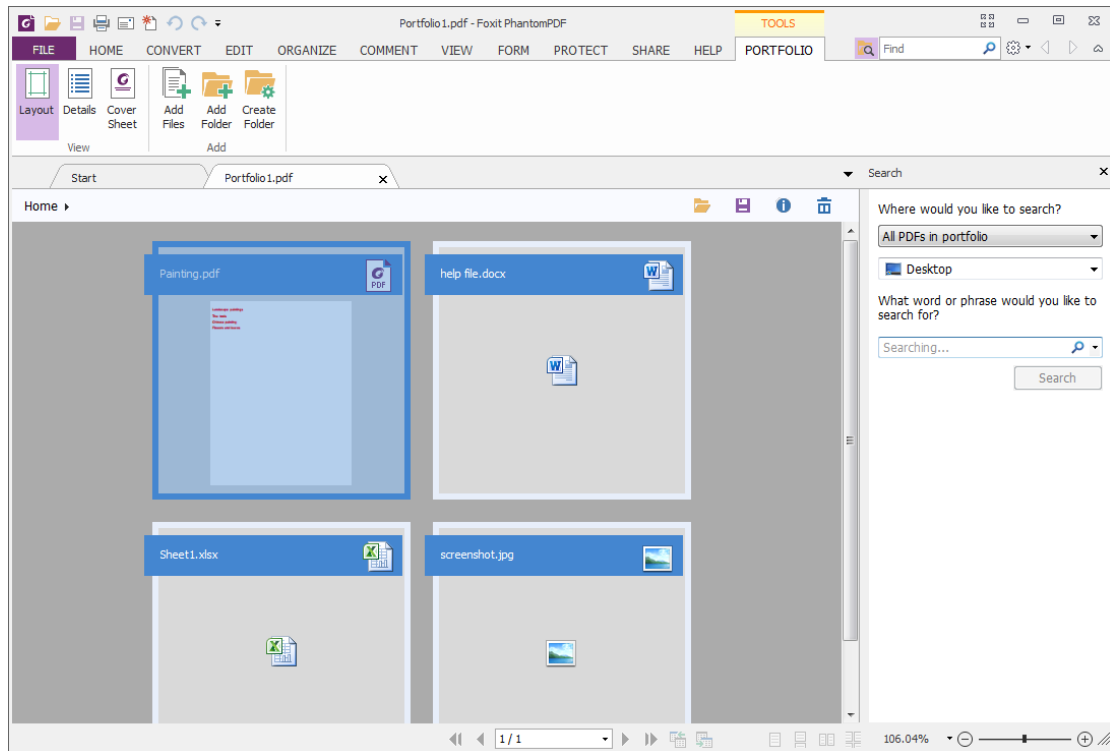 Portfolio1.pdf - Foxit PhantomPDF
TOOLS
FILE HOME CONVERT EDIT ORGANIZE COMMENT VIEW FORM PROTECT SHARE HELP PORTFOLIO
Find
Layout Details Cover Sheet Add Files Add Folder Create Folder
View Add
Start Portfolio1.pdf
Search
Home
Where would you like to search?
All PDFs in portfolio
Desktop
What word or phrase would you like to
search for?
Searching...
Search
Painting.pdf
PDF
help file.docx
Sheet1.xlsx
screenshot.jpg
1 / 1
106.04%